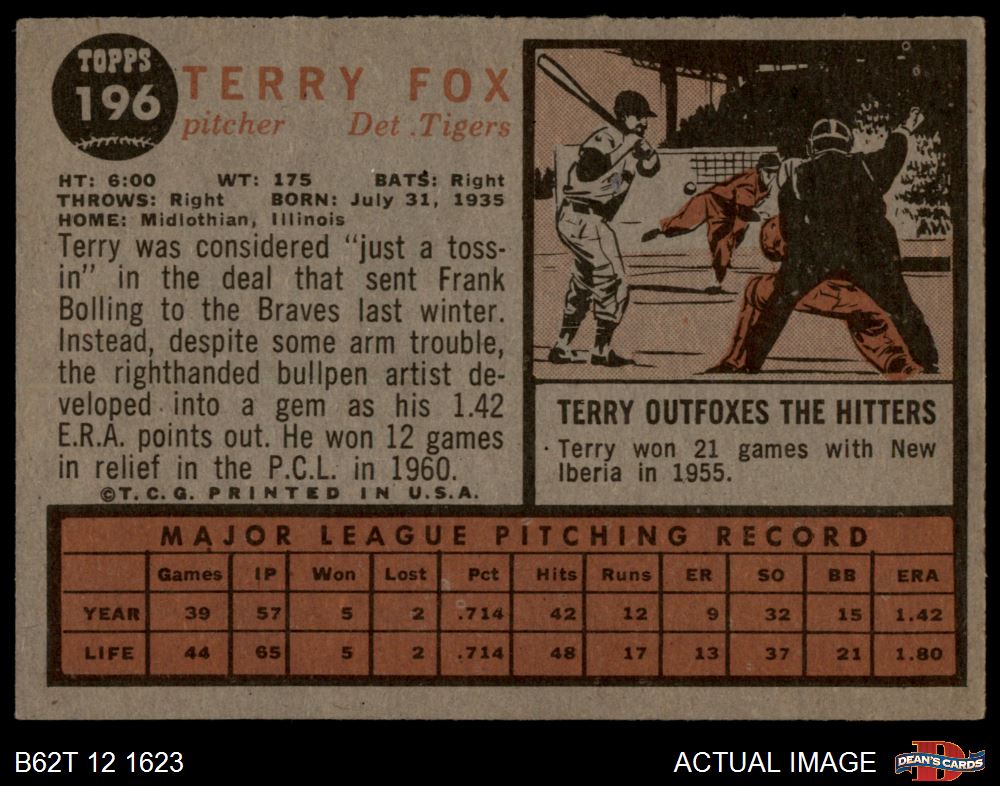 TOPPS
196
TERRY FOX
pitcher Det .Tigers
HT: 6:00 WT: 175 BATS: Right
THROWS: Right BORN: July 31, 1935
HOME: Midlothian, Illinois
Terry was considered "just a toss-
in" in the deal that sent Frank
Bolling to the Braves last winter.
Instead, despite some arm trouble,
the righthanded bullpen artist de-
veloped into a gem as his 1.42
E.R.A. points out. He won 12 games
in relief in the P.C.L. in 1960.
©T.C.G. PRINTED IN U.S.A.
TERRY OUTFOXES THE HITTERS
Terry won 21 games with New
Iberia in 1955.
MAJOR LEAGUE PITCHING RECORD
Games IP Won Lost Pct Hits Runs ER SO BB ERA
YEAR 39 57 5 2 .714 42 12 9 32 15 1.42
LIFE 44 65 5 2 .714 48 17 13 37 21 1.80
B62T 12 1623 ACTUAL IMAGE
DEAN'S CARDS